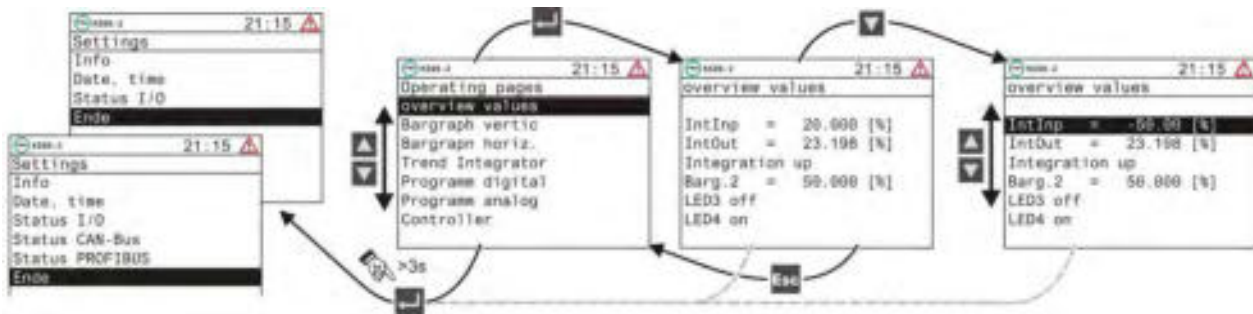 21:15
Settings
Info
Date, time
Status I/O
Ende
21:15
Settings
Info
Date, time
Status I/O
Status CAN-Bus
Status PROFIBUS
Ende
>3s
21:15
Operating pages
overview values
Bargraph vertic
Bargraph horiz.
Trend Integrator
Programm digital
Programm analog
Controller
21:15
overview values
IntInp = 20.000 [%]
IntOut = 23.198 [%]
Integration up
Barg.2 = 50.000 [%]
LED3 off
LED4 on
Esc
21:15
overview values
IntInp = -50.00 [%]
IntOut = 23.198 [%]
Integration up
Barg.2 = 50.000 [%]
LED3 off
LED4 on